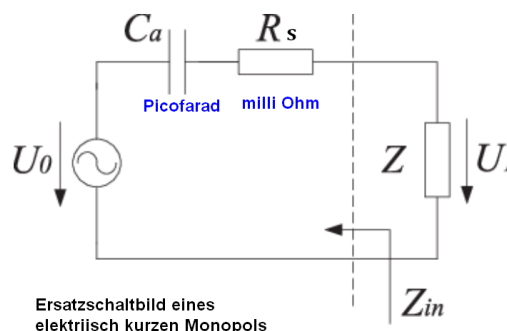 Ca Rs
Picofarad milli Ohm
U0 Z
Zin
Ersatzschaltbild eines
elektriisch kurzen Monopols